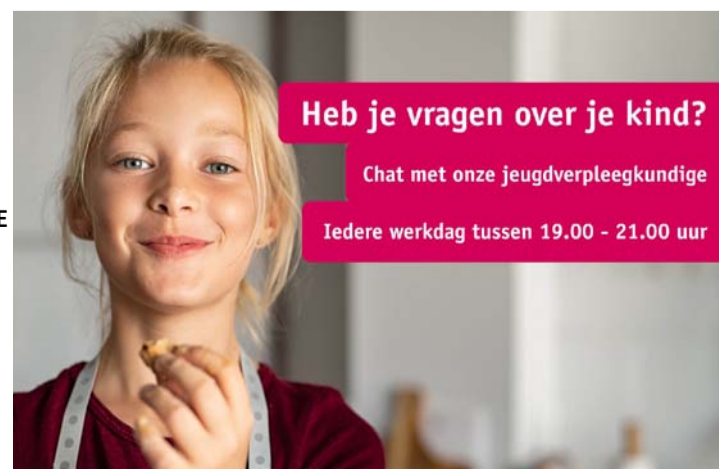 Heb je vragen over je kind?
Chat met onze jeugdverpleegkundige
E
Iedere werkdag tussen 19.00 - 21.00 uur